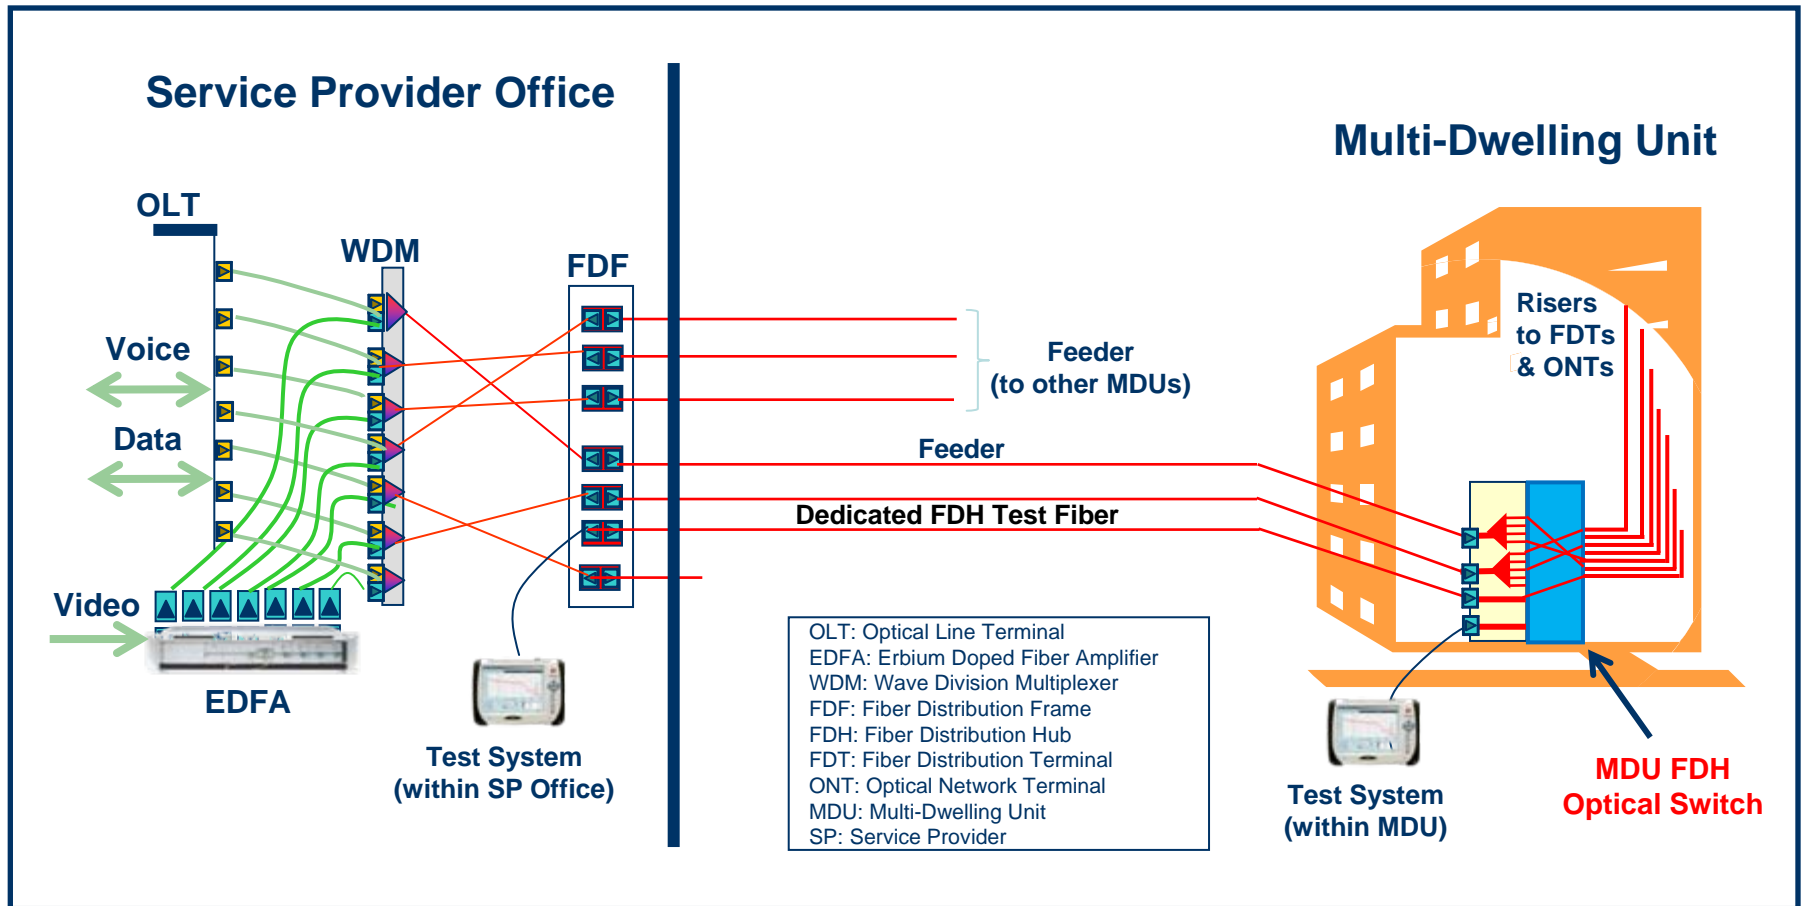 Service Provider Office
Multi-Dwelling Unit
OLT
WDM
FDF
Voice
Data
Video
EDFA
Test System
(within SP Office)
Feeder
(to other MDUs)
Feeder
Dedicated FDH Test Fiber
Risers
to FDTs
& ONTs
OLT: Optical Line Terminal
EDFA: Erbium Doped Fiber Amplifier
WDM: Wave Division Multiplexer
FDF: Fiber Distribution Frame
FDH: Fiber Distribution Hub
FDT: Fiber Distribution Terminal
ONT: Optical Network Terminal
MDU: Multi-Dwelling Unit
SP: Service Provider
Test System
(within MDU)
MDU FDH
Optical Switch